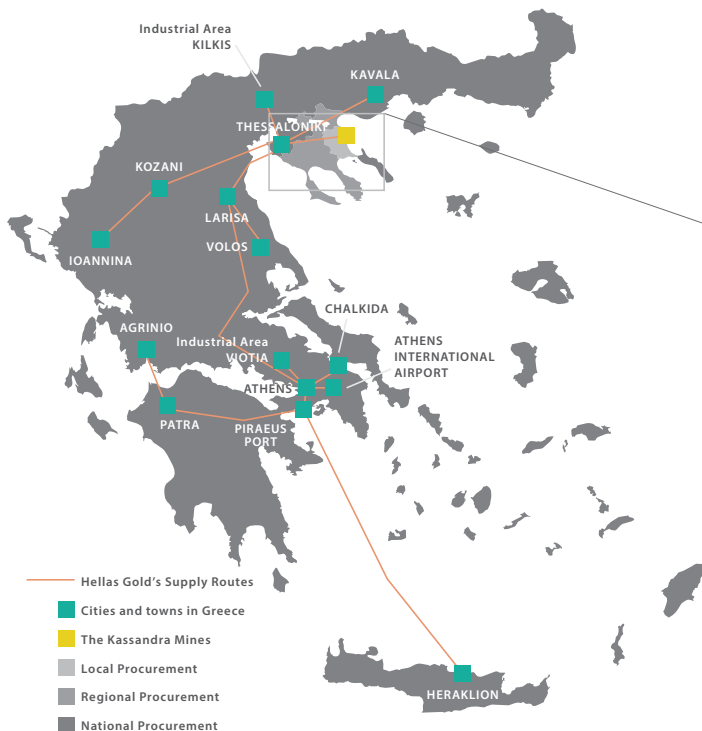 Industrial Area
KILKIS
KAVALA
THESSALONIKI
KOZANI
LARISA
VOLOS
IOANNINA
CHALKIDA
AGRINIO
Industrial Area
VIOTIA
ATHENS
INTERNATIONAL
AIRPORT
ATHENS
PATRA
PIRAEUS
PORT
Hellas Gold's Supply Routes
Cities and towns in Greece
The Kassandra Mines
Local Procurement
Regional Procurement
National Procurement
HERAKLION